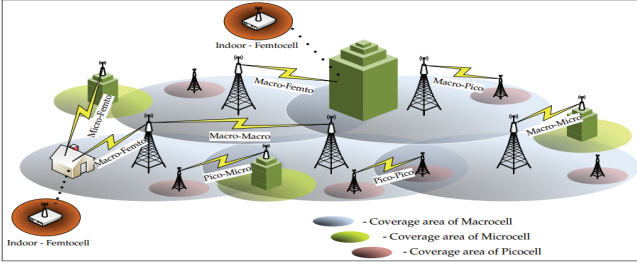 Indoor - Femtocell
Macro-Femto
Macro-Pico
Micro-Femto
Macro-Femto
Macro-Macro
Macro-Micro
Pico-Micro
Pico-Pico
Indoor - Femtocell
- Coverage area of Macrocell
- Coverage area of Microcell
- Coverage area of Picocell